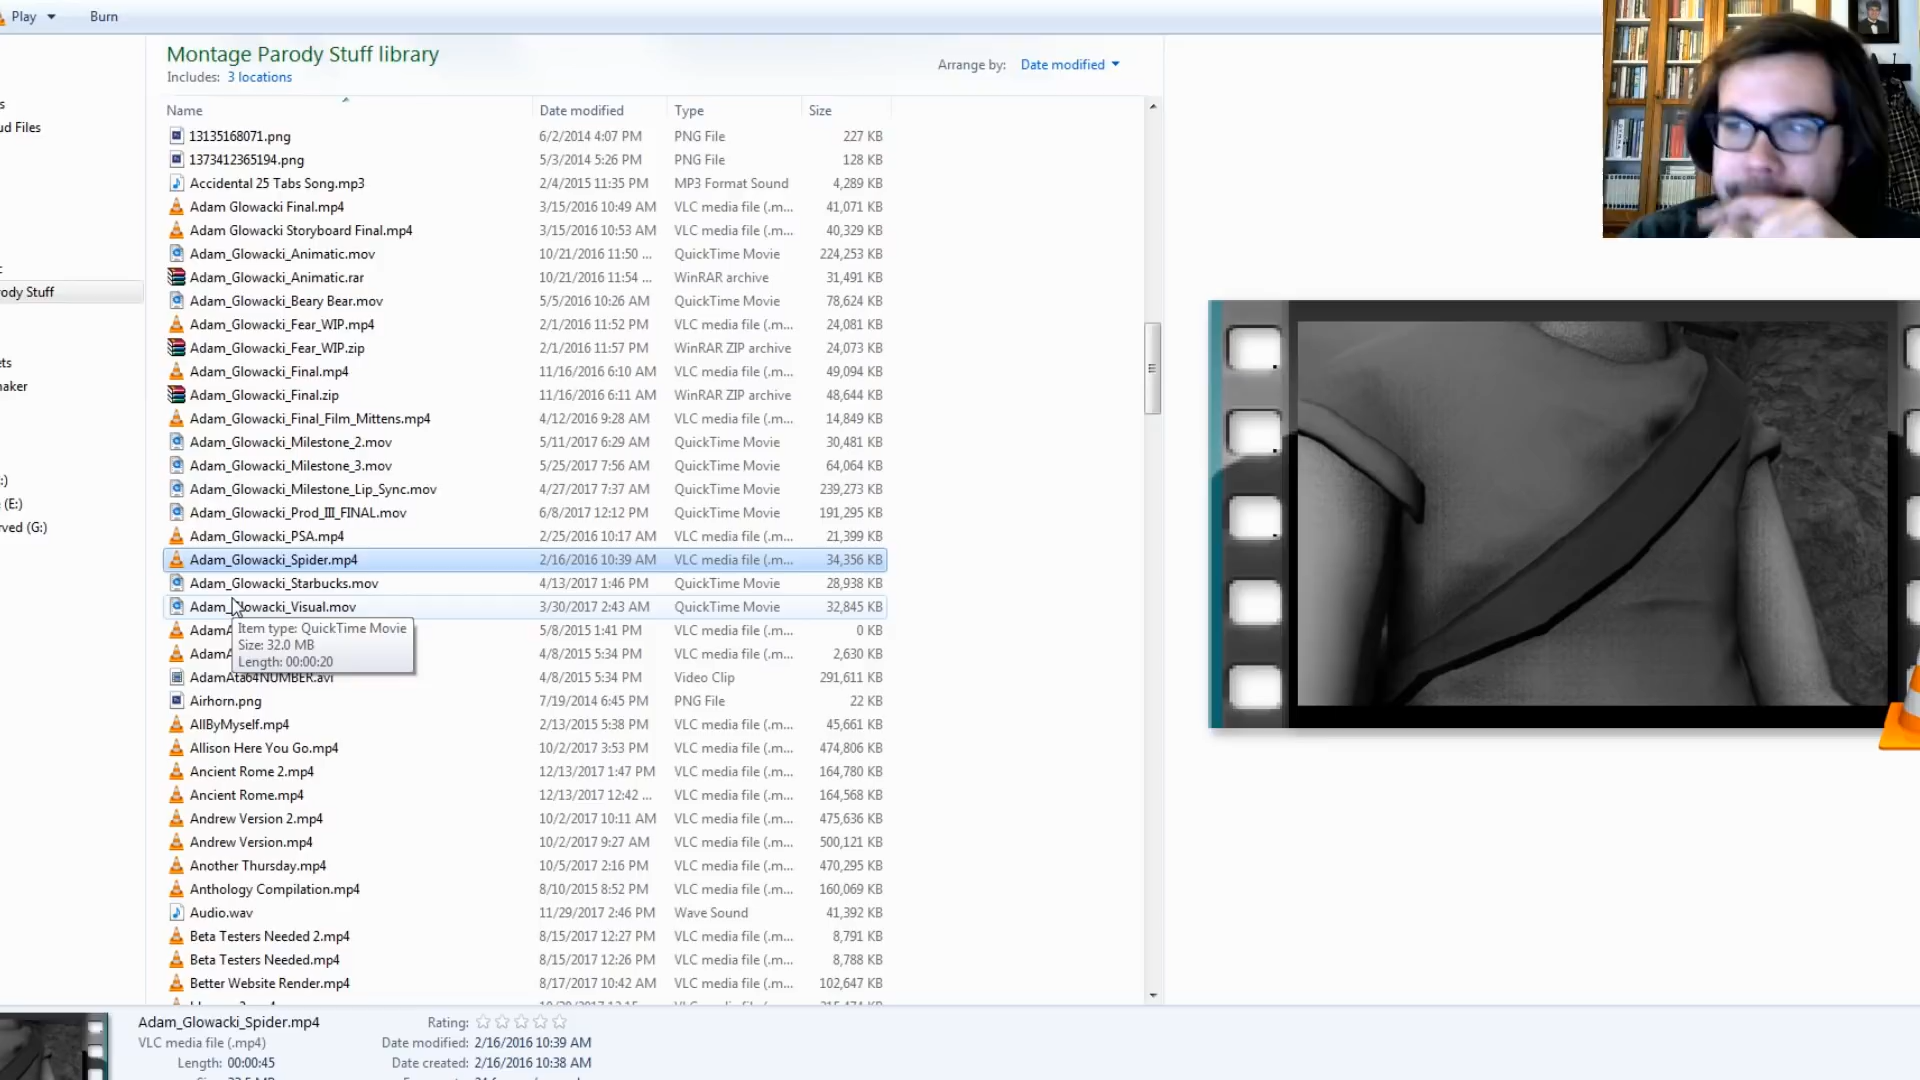 Play Burn
s
ud Files
ody Stuff
ets
naker
:)
(E:)
rved (G:)
Montage Parody Stuff library
Includes: 3 locations
Arrange by: Date modified
Name Date modified Type Size
13135168071.png 6/2/2014 4:07 PM PNG File 227 KB
1373412365194.png 5/3/2014 5:26 PM PNG File 128 KB
Accidental 25 Tabs Song.mp3 2/4/2015 11:35 PM MP3 Format Sound 4,289 KB
Adam Glowacki Final.mp4 3/15/2016 10:49 AM VLC media file (.m... 41,071 KB
Adam Glowacki Storyboard Final.mp4 3/15/2016 10:53 AM VLC media file (.m... 40,329 KB
Adam_Glowacki_Animatic.mov 10/21/2016 11:50 ... QuickTime Movie 224,253 KB
Adam_Glowacki_Animatic.rar 10/21/2016 11:54 ... WinRAR archive 31,491 KB
Adam_Glowacki_Beary Bear.mov 5/5/2016 10:26 AM QuickTime Movie 78,624 KB
Adam_Glowacki_Fear_WIP.mp4 2/1/2016 11:52 PM VLC media file (.m... 24,081 KB
Adam_Glowacki_Fear_WIP.zip 2/1/2016 11:57 PM WinRAR ZIP archive 24,073 KB
Adam_Glowacki_Final.mp4 11/16/2016 6:10 AM VLC media file (.m... 49,094 KB
Adam_Glowacki_Final.zip 11/16/2016 6:11 AM WinRAR ZIP archive 48,644 KB
Adam_Glowacki_Final_Film_Mittens.mp4 4/12/2016 9:28 AM VLC media file (.m... 14,849 KB
Adam_Glowacki_Milestone_2.mov 5/11/2017 6:29 AM QuickTime Movie 30,481 KB
Adam_Glowacki_Milestone_3.mov 5/25/2017 7:56 AM QuickTime Movie 64,064 KB
Adam_Glowacki_Milestone_Lip_Sync.mov 4/27/2017 7:37 AM QuickTime Movie 239,273 KB
Adam_Glowacki_Prod_III_FINAL.mov 6/8/2017 12:12 PM QuickTime Movie 191,295 KB
Adam_Glowacki_PSA.mp4 2/25/2016 10:17 AM VLC media file (.m... 21,399 KB
Adam_Glowacki_Spider.mp4 2/16/2016 10:39 AM VLC media file (.m... 34,356 KB
Adam_Glowacki_Starbucks.mov 4/13/2017 1:46 PM QuickTime Movie 28,938 KB
Adam_Glowacki_Visual.mov 3/30/2017 2:43 AM QuickTime Movie 32,845 KB
AdamA 5/8/2015 1:41 PM VLC media file (.m... 0 KB
AdamA 4/8/2015 5:34 PM VLC media file (.m... 2,630 KB
Item type: QuickTime Movie
Size: 32.0 MB
Length: 00:00:20
AdamAta64NUMBER.avi 4/8/2015 5:34 PM Video Clip 291,611 KB
Airhorn.png 7/19/2014 6:45 PM PNG File 22 KB
AllByMyself.mp4 2/13/2015 5:38 PM VLC media file (.m... 45,661 KB
Allison Here You Go.mp4 10/2/2017 3:53 PM VLC media file (.m... 474,806 KB
Ancient Rome 2.mp4 12/13/2017 1:47 PM VLC media file (.m... 164,780 KB
Ancient Rome.mp4 12/13/2017 12:42 ... VLC media file (.m... 164,568 KB
Andrew Version 2.mp4 10/2/2017 10:11 AM VLC media file (.m... 475,636 KB
Andrew Version.mp4 10/2/2017 9:27 AM VLC media file (.m... 500,121 KB
Another Thursday.mp4 10/5/2017 2:16 PM VLC media file (.m... 470,295 KB
Anthology Compilation.mp4 8/10/2015 8:52 PM VLC media file (.m... 160,069 KB
Audio.wav 11/29/2017 2:46 PM Wave Sound 41,392 KB
Beta Testers Needed 2.mp4 8/15/2017 12:27 PM VLC media file (.m... 8,791 KB
Beta Testers Needed.mp4 8/15/2017 12:26 PM VLC media file (.m... 8,788 KB
Better Website Render.mp4 8/17/2017 10:42 AM VLC media file (.m... 102,647 KB
Adam_Glowacki_Spider.mp4 Rating:
VLC media file (.mp4) Date modified: 2/16/2016 10:39 AM
Length: 00:00:45 Date created: 2/16/2016 10:38 AM